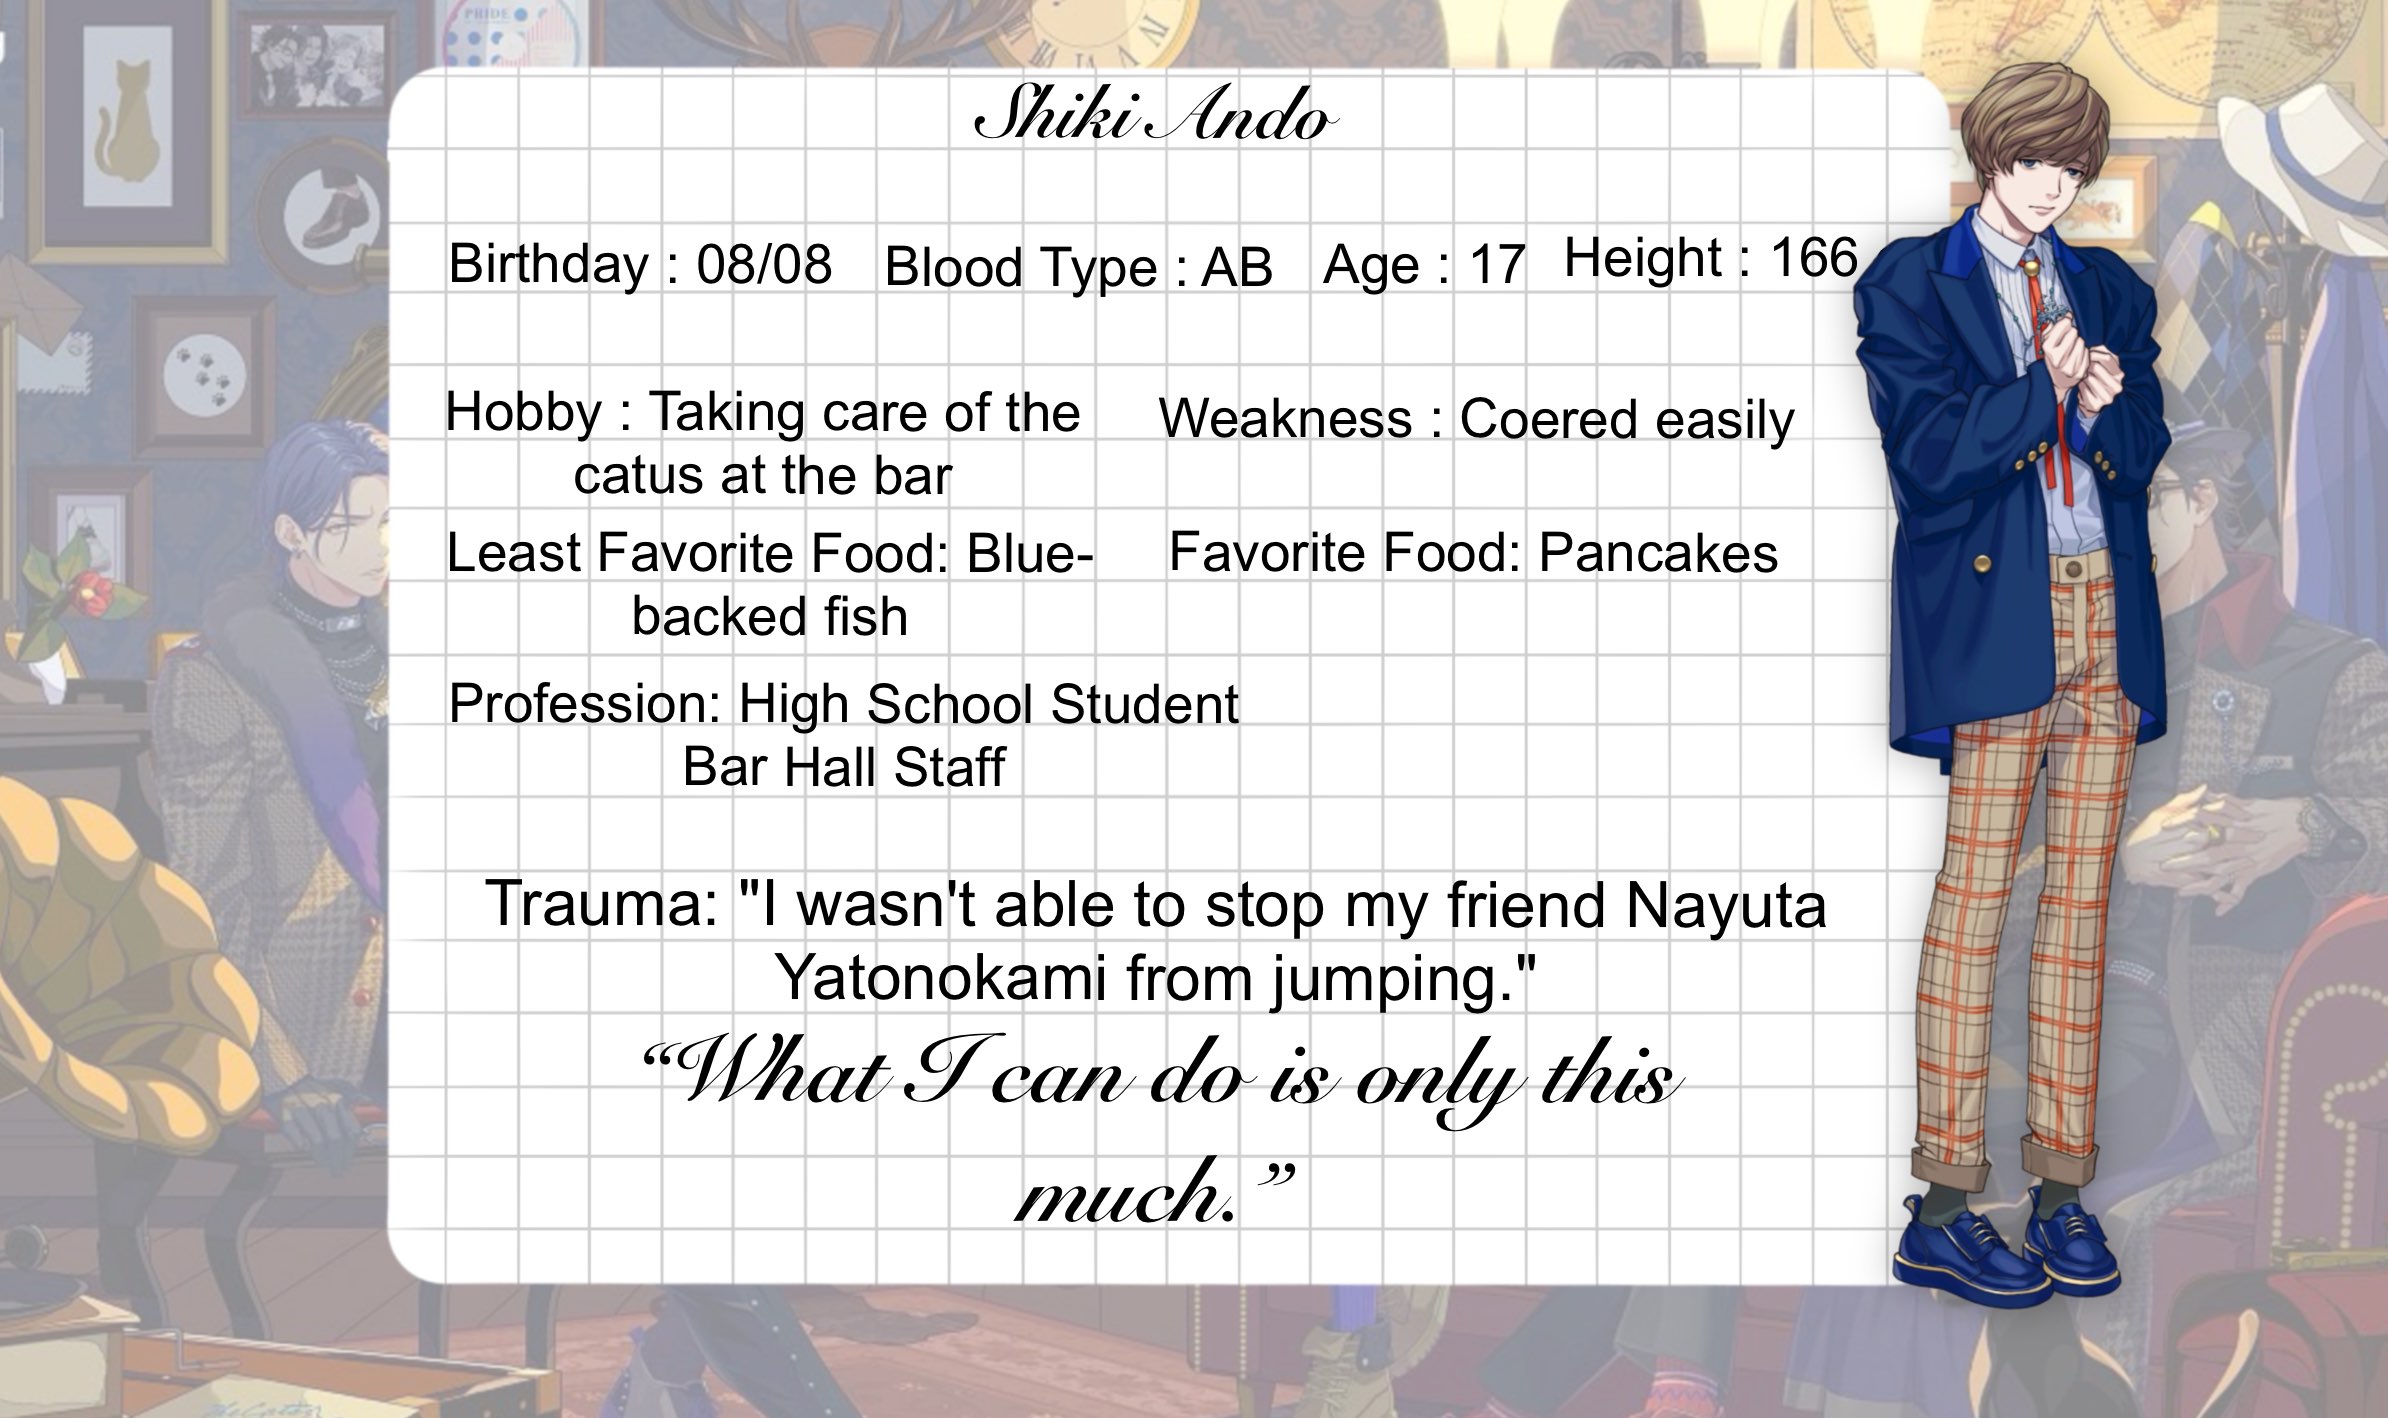 PRIDE
Shiki Ando
Birthday : 08/08 Blood Type : AB Age : 17 Height : 166
Hobby : Taking care of the
catus at the bar
Weakness : Coered easily
Least Favorite Food: Blue-
backed fish
Favorite Food: Pancakes
Profession: High School Student
Bar Hall Staff
Trauma: "I wasn't able to stop my friend Nayuta
Yatonokami from jumping."
“What I can do is only this
much.”